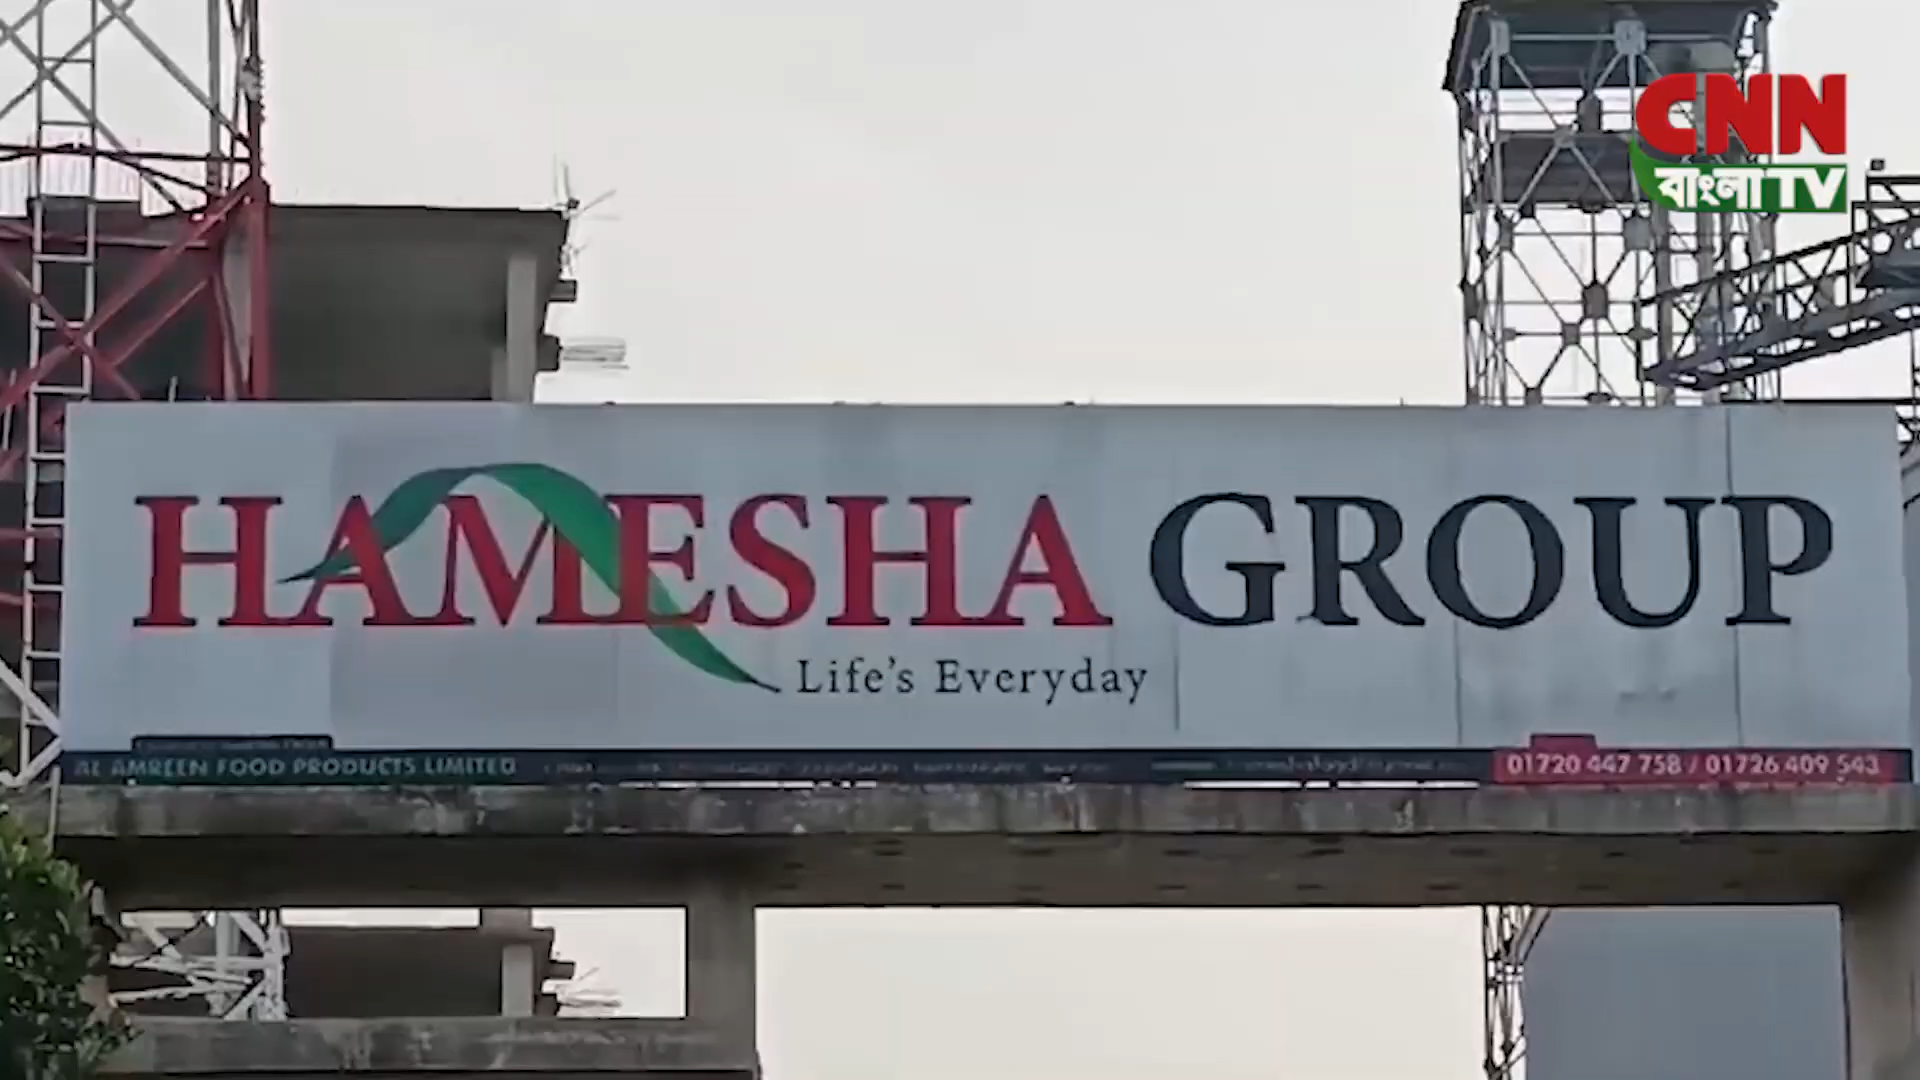 CNN
বাংলা TV
HAMESHA GROUP
Life's Everyday
AL AMREEN FOOD PRODUCTS LIMITED
01720 447 758 / 01726 409 543